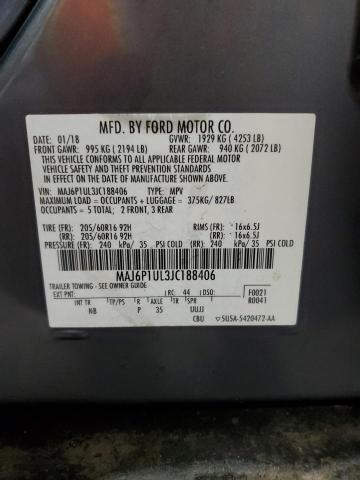 MFD. BY FORD MOTOR CO.
DATE: 01/18 GVWR: 1929 KG ( 4253 LB)
FRONT GAWR: 995 KG ( 2194 LB) REAR GAWR: 940 KG ( 2072 LB)
THIS VEHICLE CONFORMS TO ALL APPLICABLE FEDERAL MOTOR
VEHICLE SAFETY AND THEFT PREVENTION STANDARDS
IN EFFECT ON THE DATE OF MANUFACTURE SHOWN ABOVE.
VIN: MAJ6P1UL3JC188406 TYPE: MPV
MAXIMUM LOAD = OCCUPANTS + LUGGAGE = 375KG/ 827LB
OCCUPANTS = 5 TOTAL; 2 FRONT, 3 REAR
TIRE (FR): 205/60R16 92H RIMS (FR): 16x6.5J
(RR): 205/60R16 92H (RR): 16x6.5J
PRESSURE (FR): 240 kPa/ 35 PSI COLD (RR): 240 kPa/ 35 PSI COLD
MAJ6P1UL3JC188406
TRAILER TOWING - SEE OWNER GUIDE
EXT PNT: RC: 44 DSO: F0021
INT TR TP/PS R AXLE TR SPR R0041
NB P 35 UUJJ
CBU 5U5A-5420472-AA